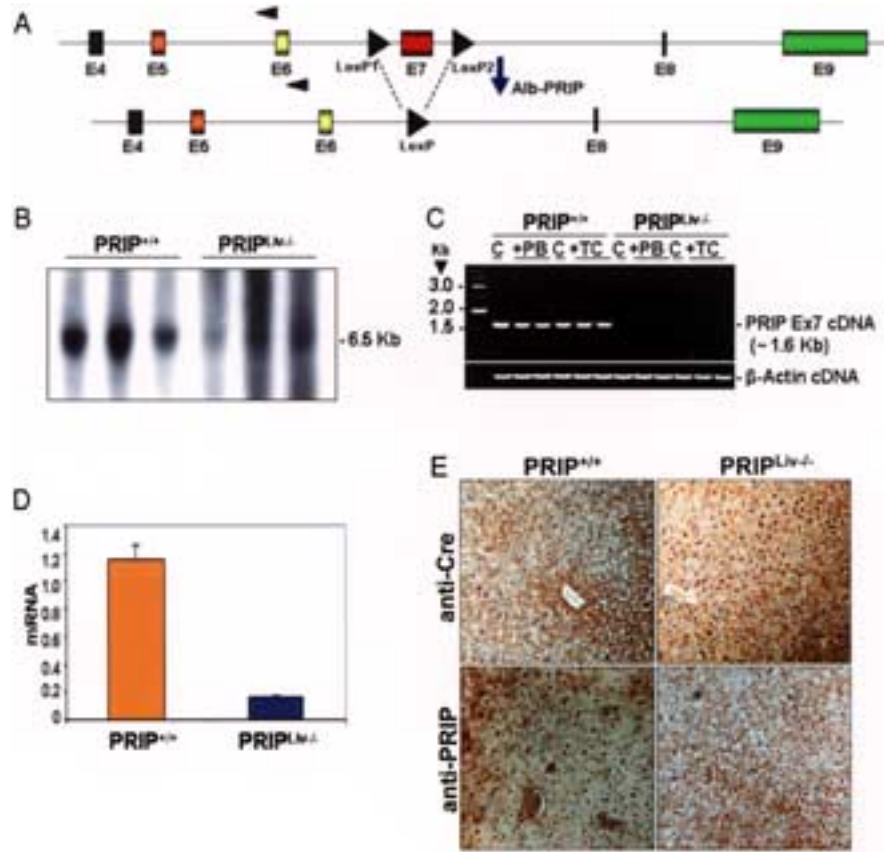 A
E4 E5 E6 LoxP1 E7 LoxP2 E8 E9
Alb-PRIP
E4 E5 E6 LoxP E8 E9
B
PRIP+/+ PRIPLiv-/-
-6.5 Kb
C
PRIP+/+ PRIPLiv-/-
Kb C +PB C +TC C +PB C +TC
3.0-
2.0-
1.5-
-PRIP Ex7 cDNA
(~ 1.6 Kb)
-β-Actin cDNA
D
mRNA
1.4
1.2
1.0
0.8
0.6
0.4
0.2
0
PRIP+/+ PRIPLiv-/-
E
PRIP+/+ PRIPLiv-/-
anti-Cre
anti-PRIP